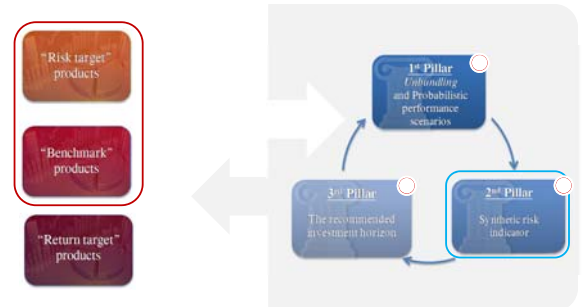 “Risk target”
products
“Benchmark”
products
“Return target”
products
1st Pillar
Unbundling
and Probabilistic
performance
scenarios
3rd Pillar
The recommended
investment horizon
2nd Pillar
Synthetic risk
indicator